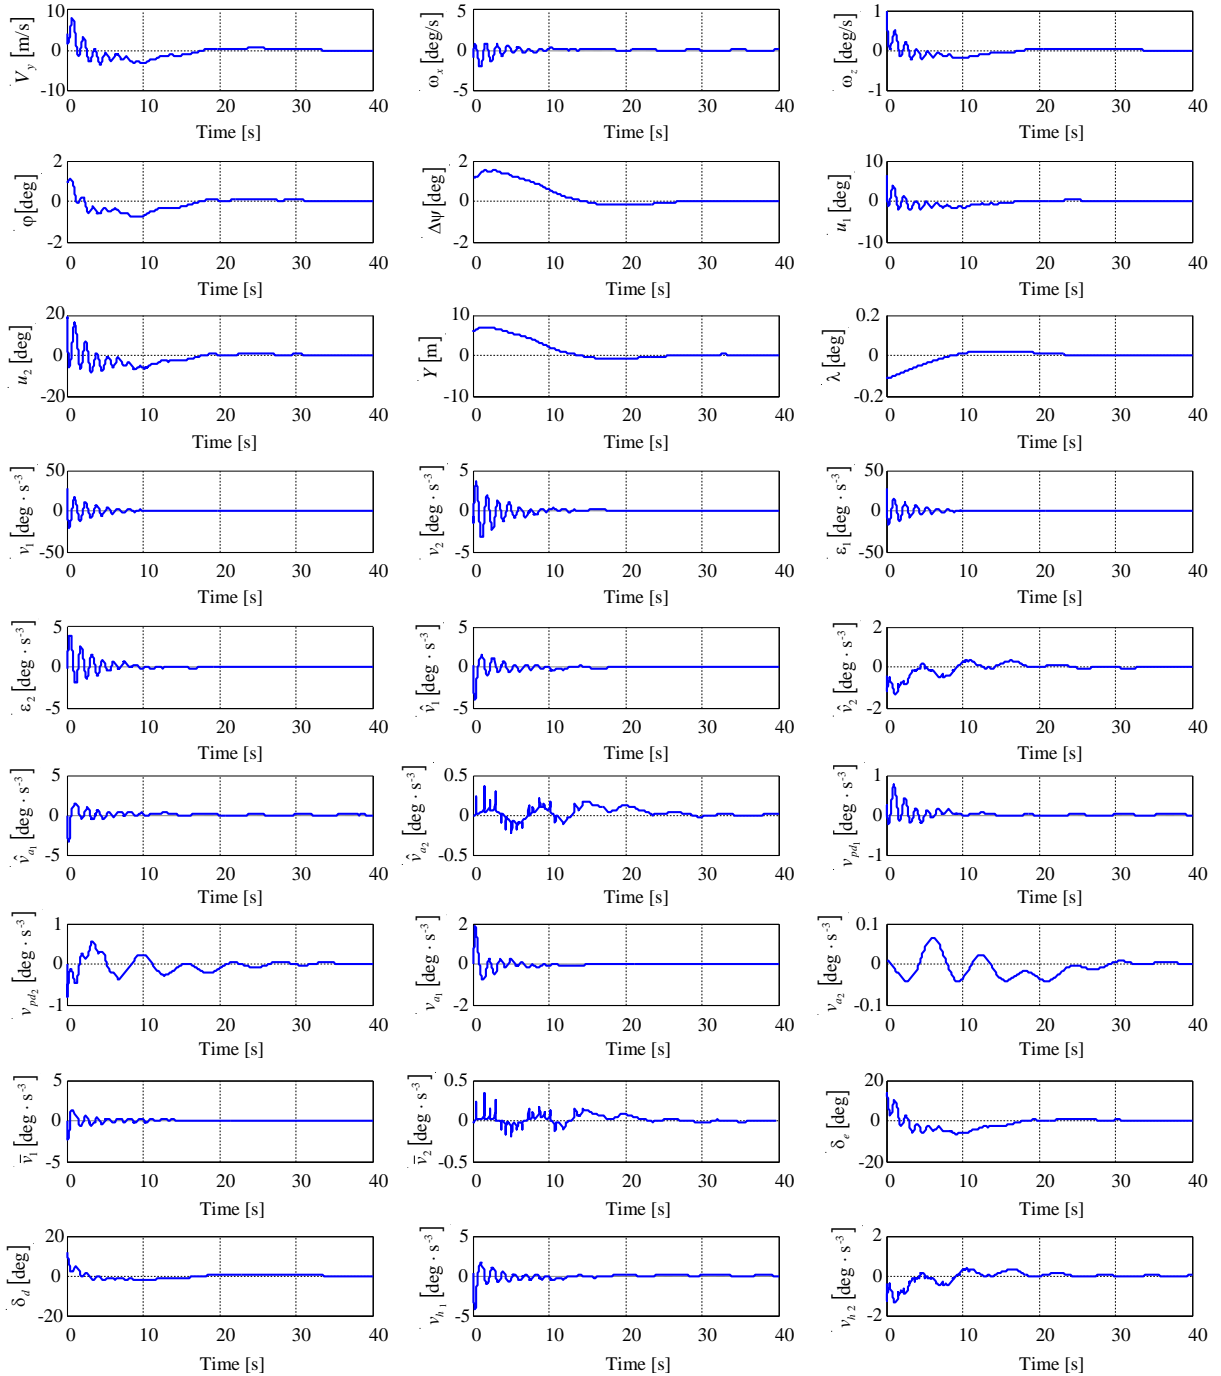 V_y [m/s]
10
0
-10
0 10 20 30 40
Time [s]
ω_x [deg/s]
5
0
-5
0 10 20 30 40
Time [s]
ω_z [deg/s]
1
0
-1
0 10 20 30 40
Time [s]
φ [deg]
2
0
-2
0 10 20 30 40
Time [s]
Δψ [deg]
2
0
-2
0 10 20 30 40
Time [s]
u_1 [deg]
10
0
-10
0 10 20 30 40
Time [s]
u_2 [deg]
20
0
-20
0 10 20 30 40
Time [s]
Y [m]
10
0
-10
0 10 20 30 40
Time [s]
λ [deg]
0.2
0
-0.2
0 10 20 30 40
Time [s]
v_1 [deg · s⁻³]
50
0
-50
0 10 20 30 40
Time [s]
v_2 [deg · s⁻³]
5
0
-5
0 10 20 30 40
Time [s]
ε_1 [deg · s⁻³]
50
0
-50
0 10 20 30 40
Time [s]
ε_2 [deg · s⁻³]
5
0
-5
0 10 20 30 40
Time [s]
v̂_1 [deg · s⁻³]
5
0
-5
0 10 20 30 40
Time [s]
v̂_2 [deg · s⁻³]
2
0
-2
0 10 20 30 40
Time [s]
v̂_a1 [deg · s⁻³]
5
0
-5
0 10 20 30 40
Time [s]
v̂_a2 [deg · s⁻³]
0.5
0
-0.5
0 10 20 30 40
Time [s]
v_pd1 [deg · s⁻³]
1
0
-1
0 10 20 30 40
Time [s]
v_pd2 [deg · s⁻³]
1
0
-1
0 10 20 30 40
Time [s]
v_a1 [deg · s⁻³]
2
0
-2
0 10 20 30 40
Time [s]
v_a2 [deg · s⁻³]
0.1
0
-0.1
0 10 20 30 40
Time [s]
v̄_1 [deg · s⁻³]
5
0
-5
0 10 20 30 40
Time [s]
v̄_2 [deg · s⁻³]
0.5
0
-0.5
0 10 20 30 40
Time [s]
δ_e [deg]
20
0
-20
0 10 20 30 40
Time [s]
δ_d [deg]
20
0
-20
0 10 20 30 40
Time [s]
v_h1 [deg · s⁻³]
5
0
-5
0 10 20 30 40
Time [s]
v_h2 [deg · s⁻³]
2
0
-2
0 10 20 30 40
Time [s]